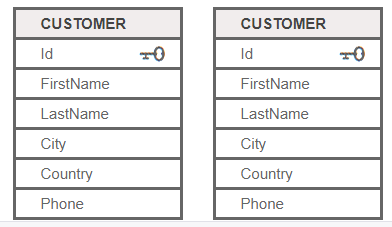 CUSTOMER
Id
FirstName
LastName
City
Country
Phone
CUSTOMER
Id
FirstName
LastName
City
Country
Phone